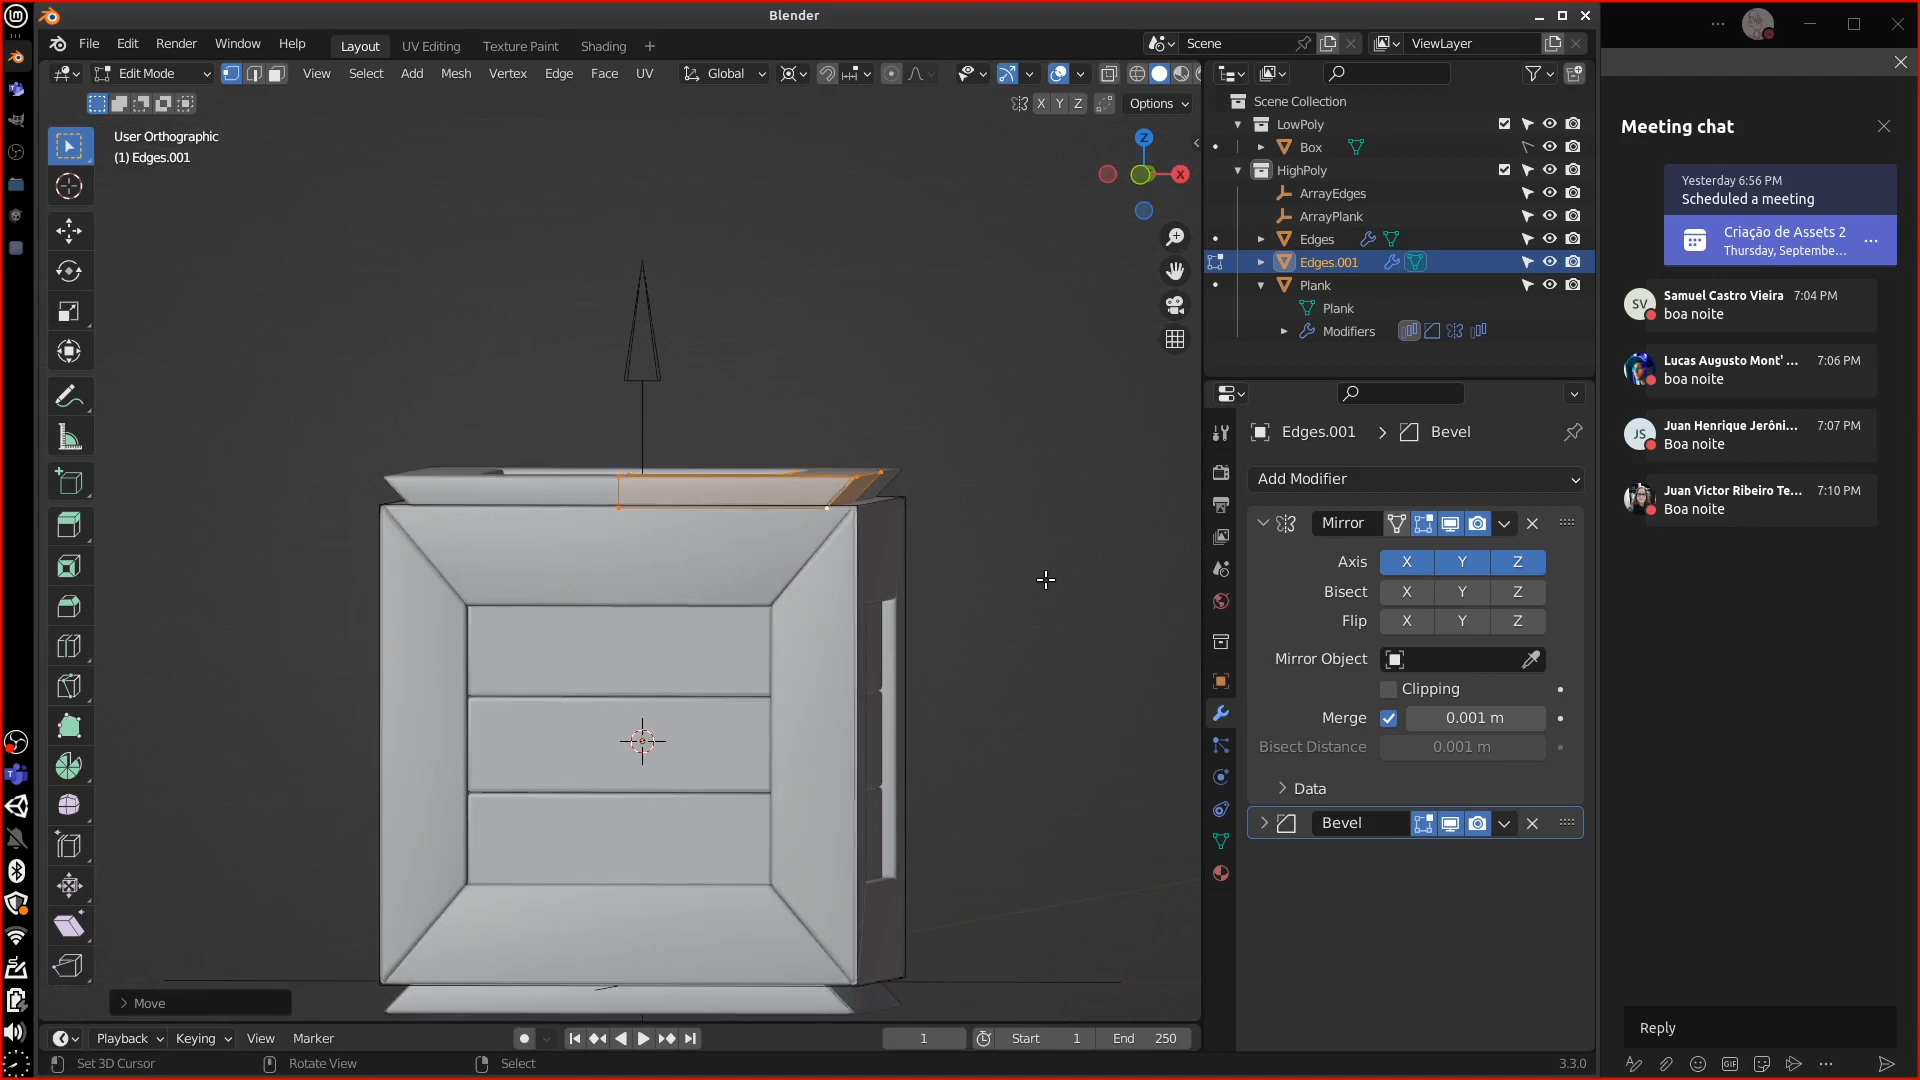 Blender
File Edit Render Window Help Layout UV Editing Texture Paint Shading + Scene ViewLayer
Edit Mode View Select Add Mesh Vertex Edge Face UV Global
X Y Z Options
User Orthographic
(1) Edges.001
Z
X
Move
Scene Collection
LowPoly
Box
HighPoly
ArrayEdges
ArrayPlank
Edges
Edges.001
Plank
Plank
Modifiers
Edges.001 > Bevel
Add Modifier
Mirror
Axis X Y Z
Bisect X Y Z
Flip X Y Z
Mirror Object
Clipping
Merge 0.001 m
Bisect Distance 0.001 m
Data
Bevel
Playback Keying View Marker 1 Start 1 End 250
Set 3D Cursor Rotate View Select 3.3.0
Meeting chat
Yesterday 6:56 PM
Scheduled a meeting
Criação de Assets 2
Thursday, Septembe...
SV Samuel Castro Vieira 7:04 PM
boa noite
Lucas Augusto Mont' ... 7:06 PM
boa noite
JS Juan Henrique Jerôni... 7:07 PM
Boa noite
Juan Victor Ribeiro Te... 7:10 PM
Boa noite
Reply
GIF